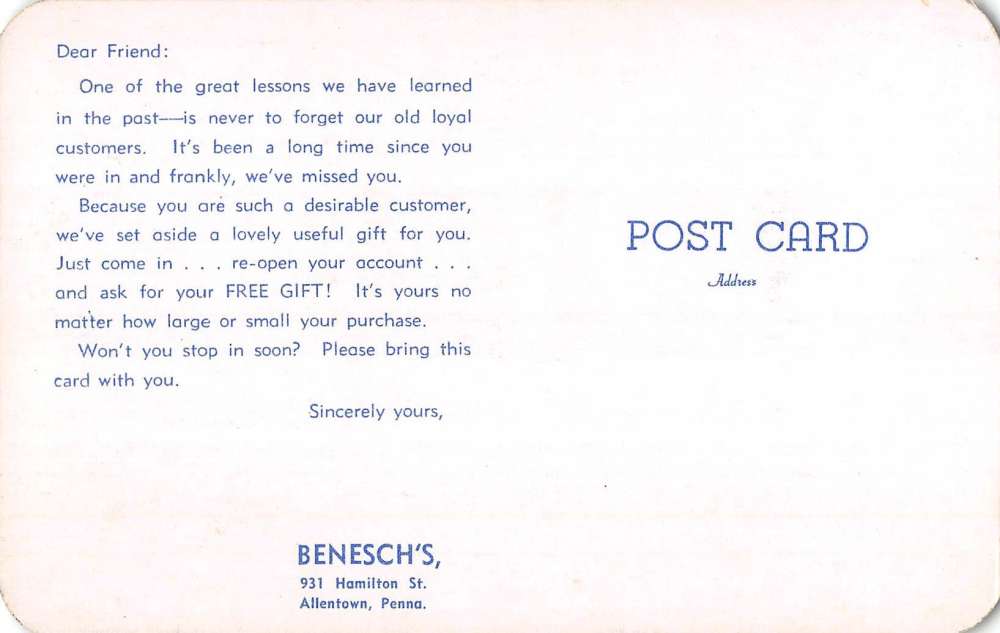 Dear Friend:
One of the great lessons we have learned
in the past—is never to forget our old loyal
customers. It's been a long time since you
were in and frankly, we've missed you.
Because you are such a desirable customer,
we've set aside a lovely useful gift for you.
Just come in . . . re-open your account . . .
and ask for your FREE GIFT! It's yours no
matter how large or small your purchase.
Won't you stop in soon? Please bring this
card with you.
Sincerely yours,
BENESCH'S,
931 Hamilton St.
Allentown, Penna.
POST CARD
Address